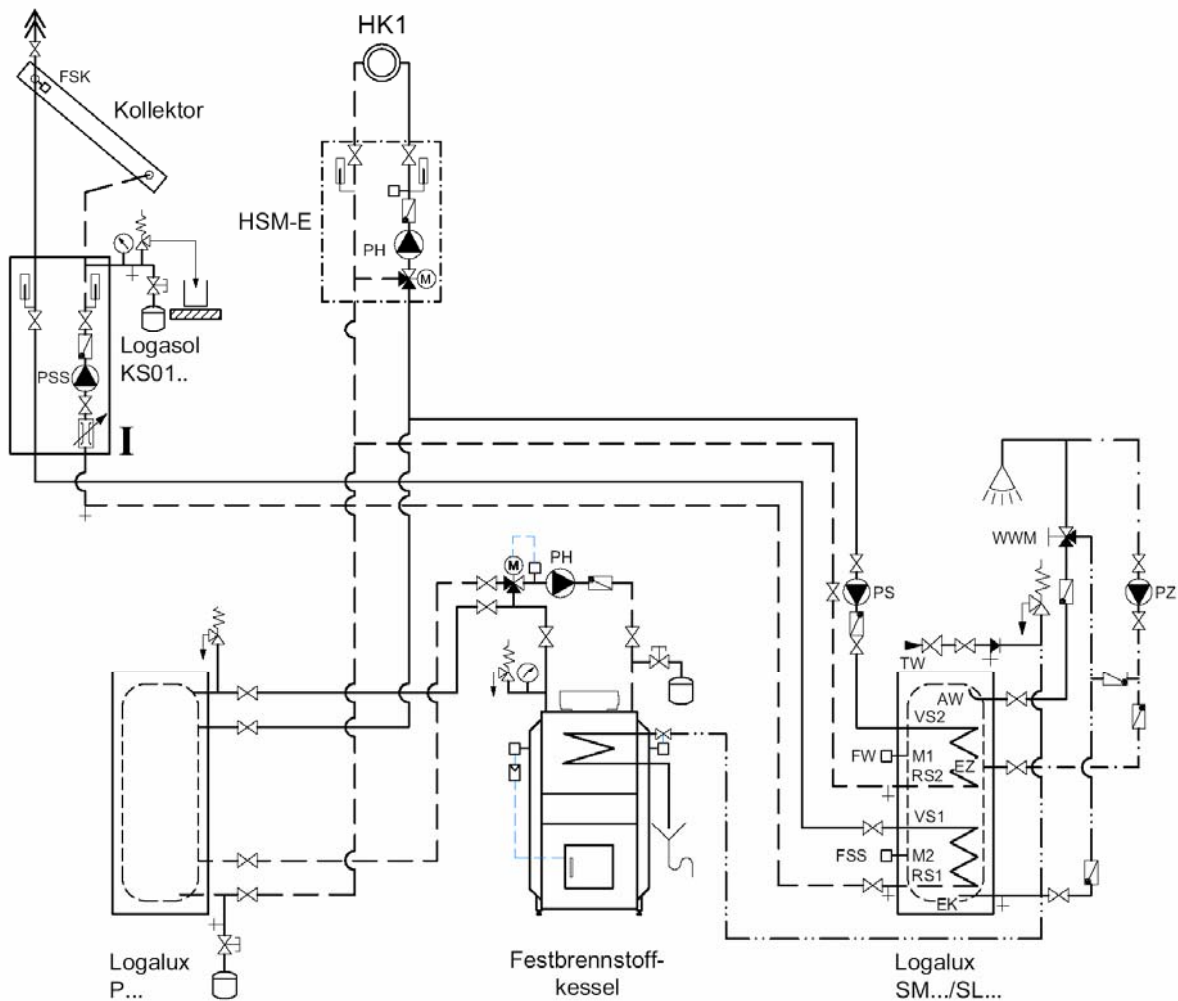 HK1
FSK
Kollektor
HSM-E
PH
M
Logasol
KS01..
PSS
I
M
PH
WWM
PS
PZ
TW
AW
VS2
FW
M1
EZ
RS2
VS1
FSS
M2
RS1
EK
Logalux
P...
Festbrennstoff-
kessel
Logalux
SM.../SL...